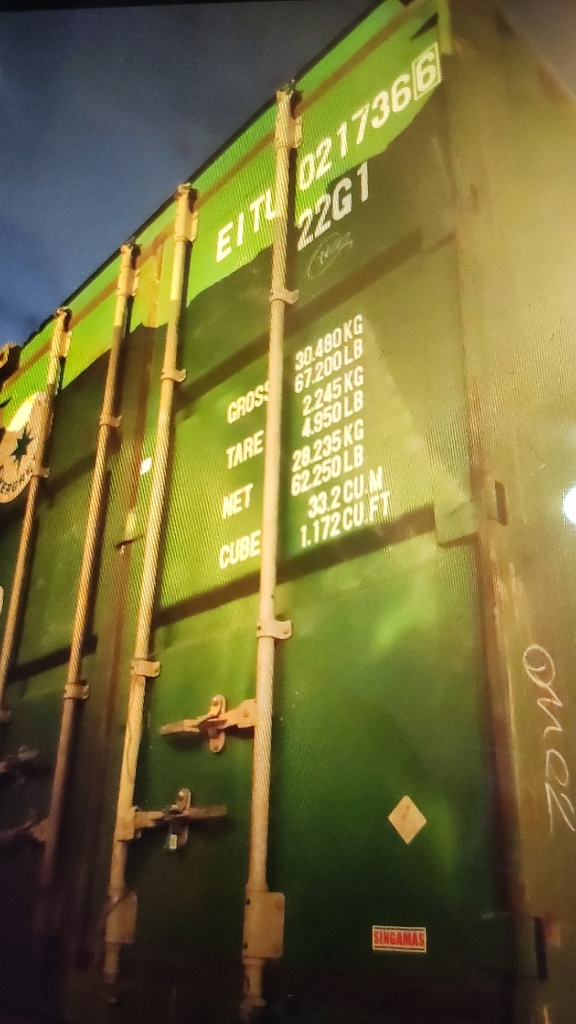 EITU 021736 6
22G1
GROSS 30.480 KG
67.200 LB
TARE 2.245 KG
4.950 LB
NET 28.235 KG
62.250 LB
CUBE 33.2 CU.M
1.172 CU.FT
SINGAMAS